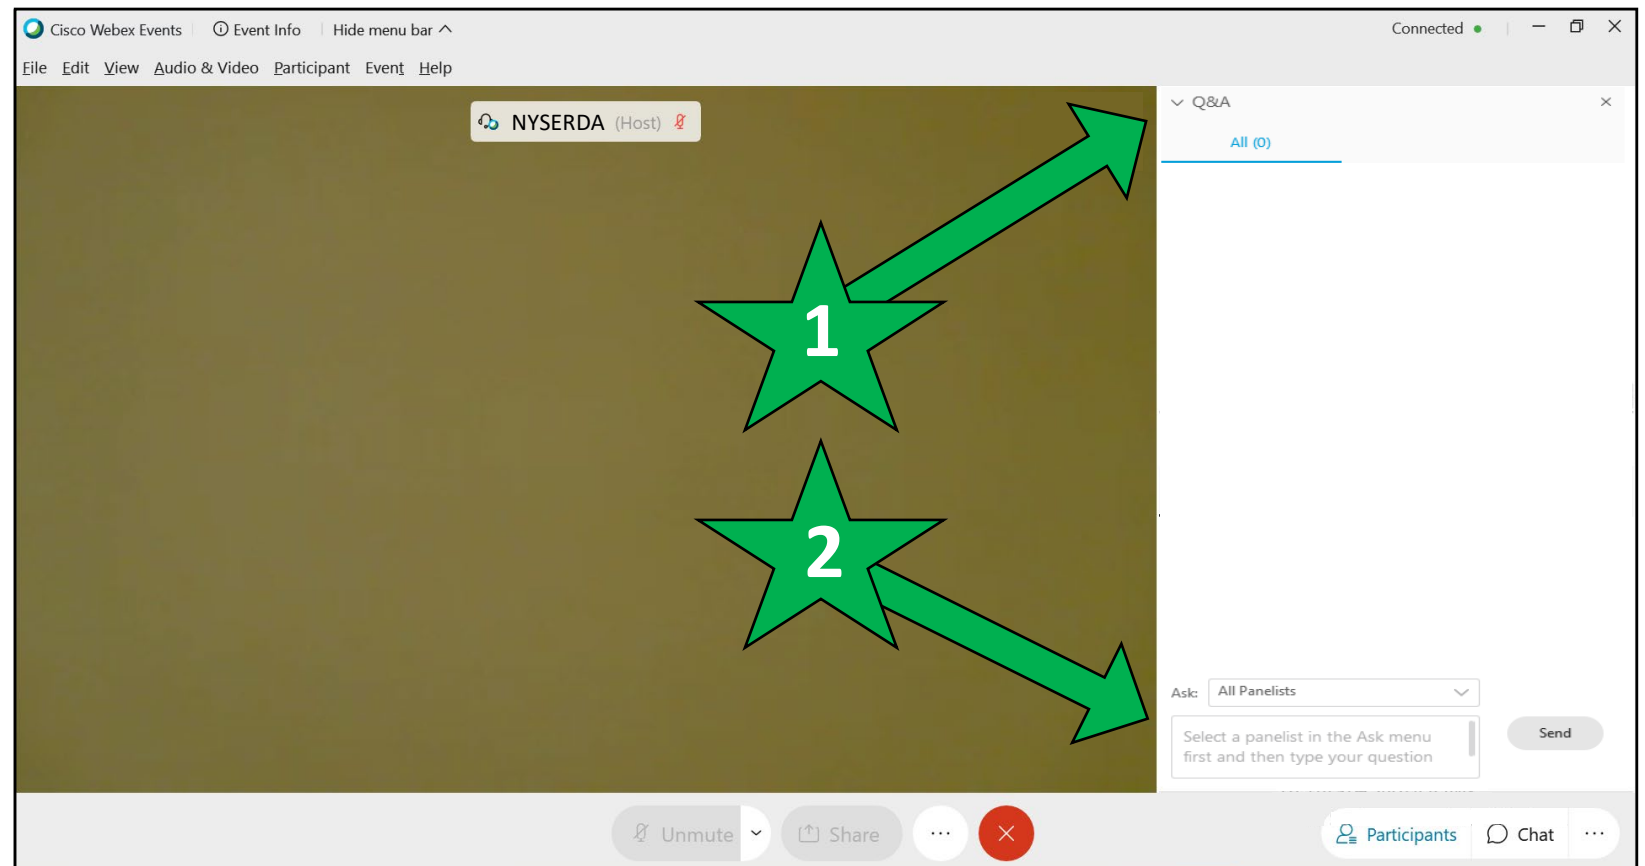 Cisco Webex Events Event Info Hide menu bar Connected
File Edit View Audio & Video Participant Event Help
NYSERDA (Host)
Q&A
All (0)
1
2
Ask: All Panelists
Select a panelist in the Ask menu
first and then type your question
Send
Unmute Share ... Participants Chat ...